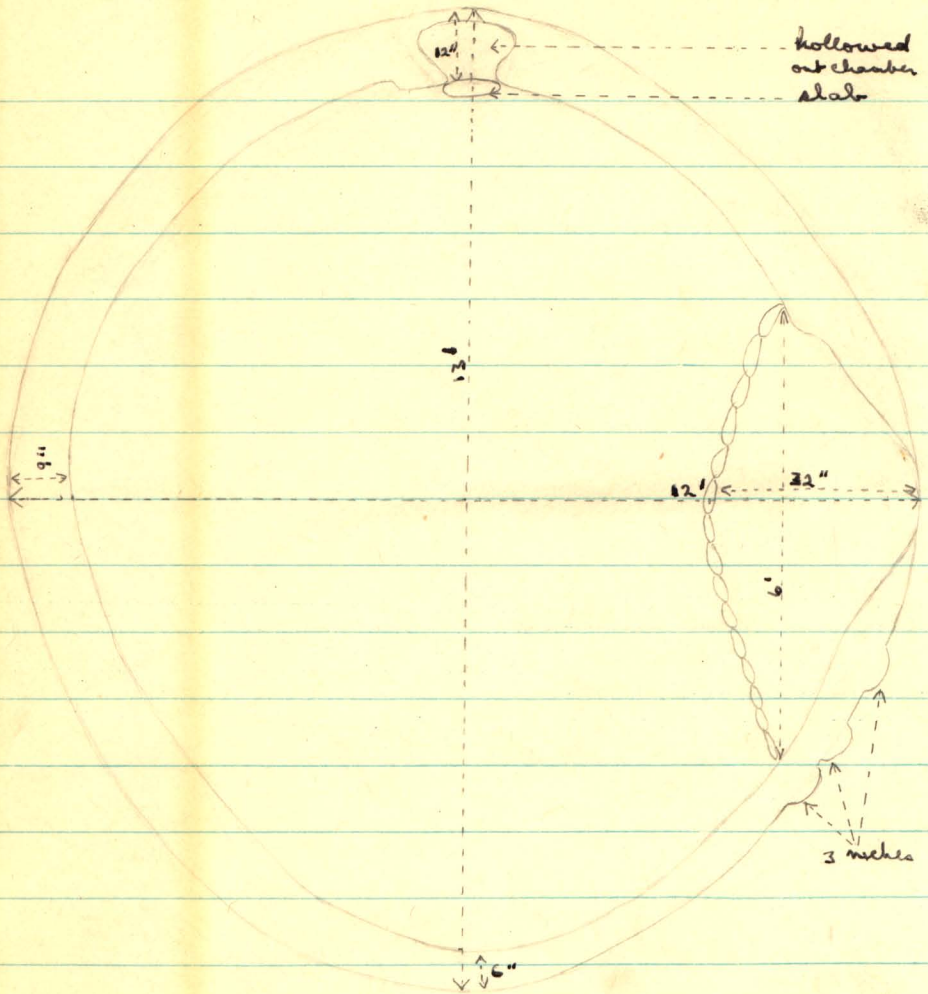 12"
hollowed
out chamber
slab
13'
9"
12'
32"
6'
3 niches
6"